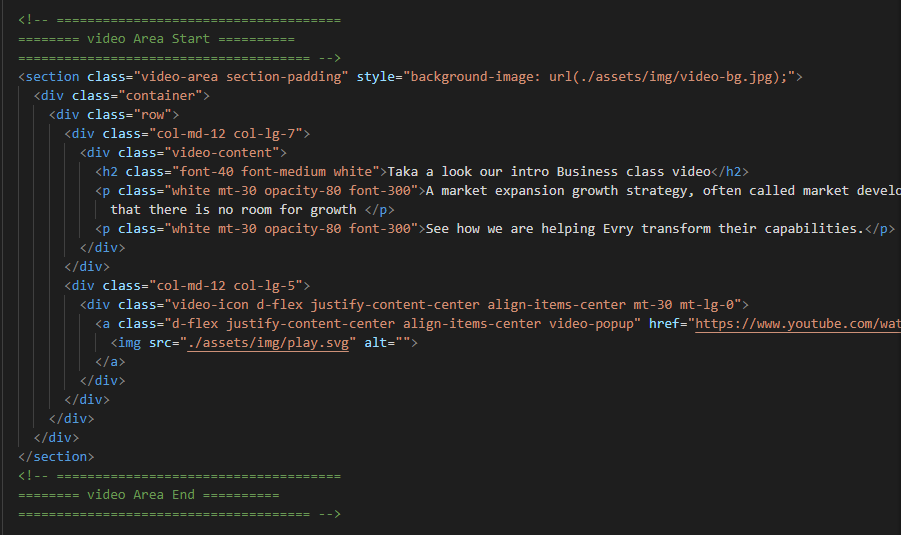 <!-- =====================================
======== video Area Start ==========
====================================== -->
<section class="video-area section-padding" style="background-image: url(./assets/img/video-bg.jpg);">
<div class="container">
<div class="row">
<div class="col-md-12 col-lg-7">
<div class="video-content">
<h2 class="font-40 font-medium white">Taka a look our intro Business class video</h2>
<p class="white mt-30 opacity-80 font-300">A market expansion growth strategy, often called market develo
that there is no room for growth </p>
<p class="white mt-30 opacity-80 font-300">See how we are helping Evry transform their capabilities.</p>
</div>
</div>
<div class="col-md-12 col-lg-5">
<div class="video-icon d-flex justify-content-center align-items-center mt-30 mt-lg-0">
<a class="d-flex justify-content-center align-items-center video-popup" href="https://www.youtube.com/wat
<img src="./assets/img/play.svg" alt="">
</a>
</div>
</div>
</div>
</div>
</section>
<!-- =====================================
======== video Area End ==========
====================================== -->